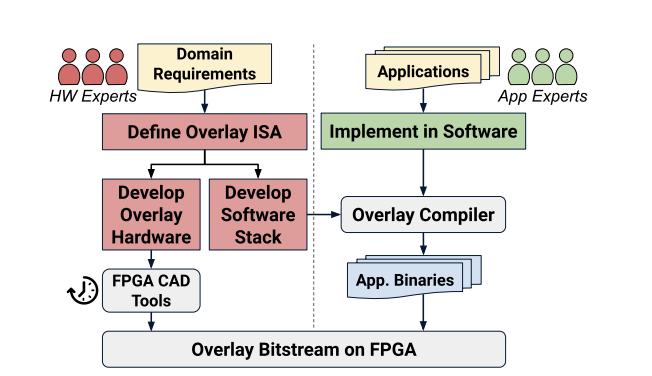 Domain
Requirements
HW Experts
Applications
App Experts
Define Overlay ISA
Implement in Software
Develop
Overlay
Hardware
Develop
Software
Stack
Overlay Compiler
FPGA CAD
Tools
App. Binaries
Overlay Bitstream on FPGA